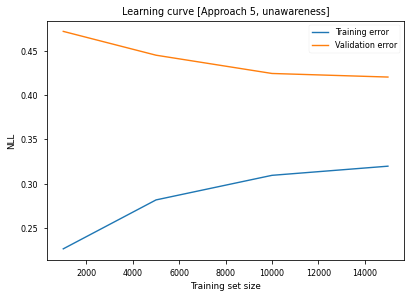 Learning curve [Approach 5, unawareness]
Training error
Validation error
NLL
0.45
0.40
0.35
0.30
0.25
2000 4000 6000 8000 10000 12000 14000
Training set size